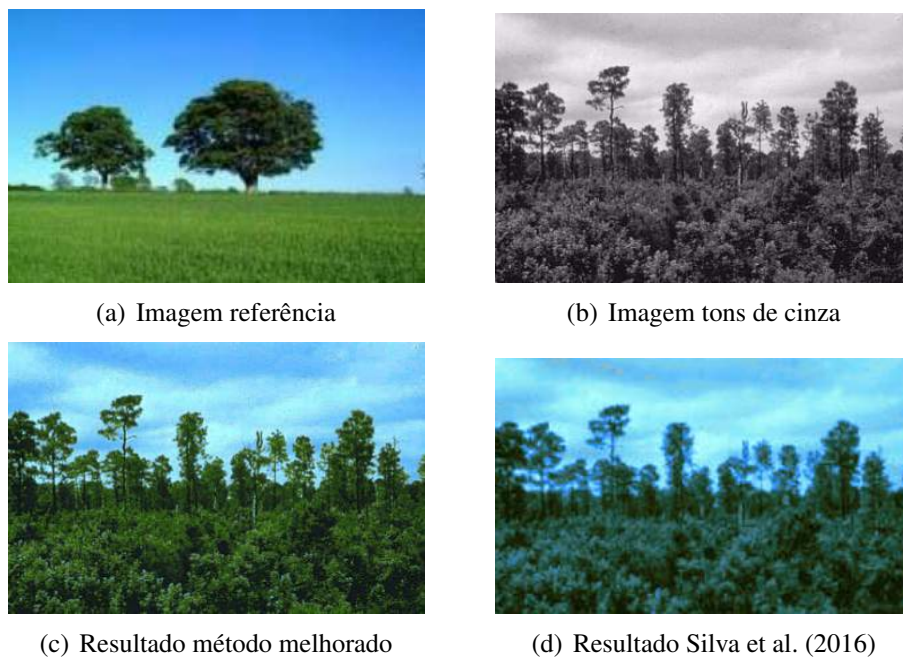 (a) Imagem referência
(b) Imagem tons de cinza
(c) Resultado método melhorado
(d) Resultado Silva et al. (2016)